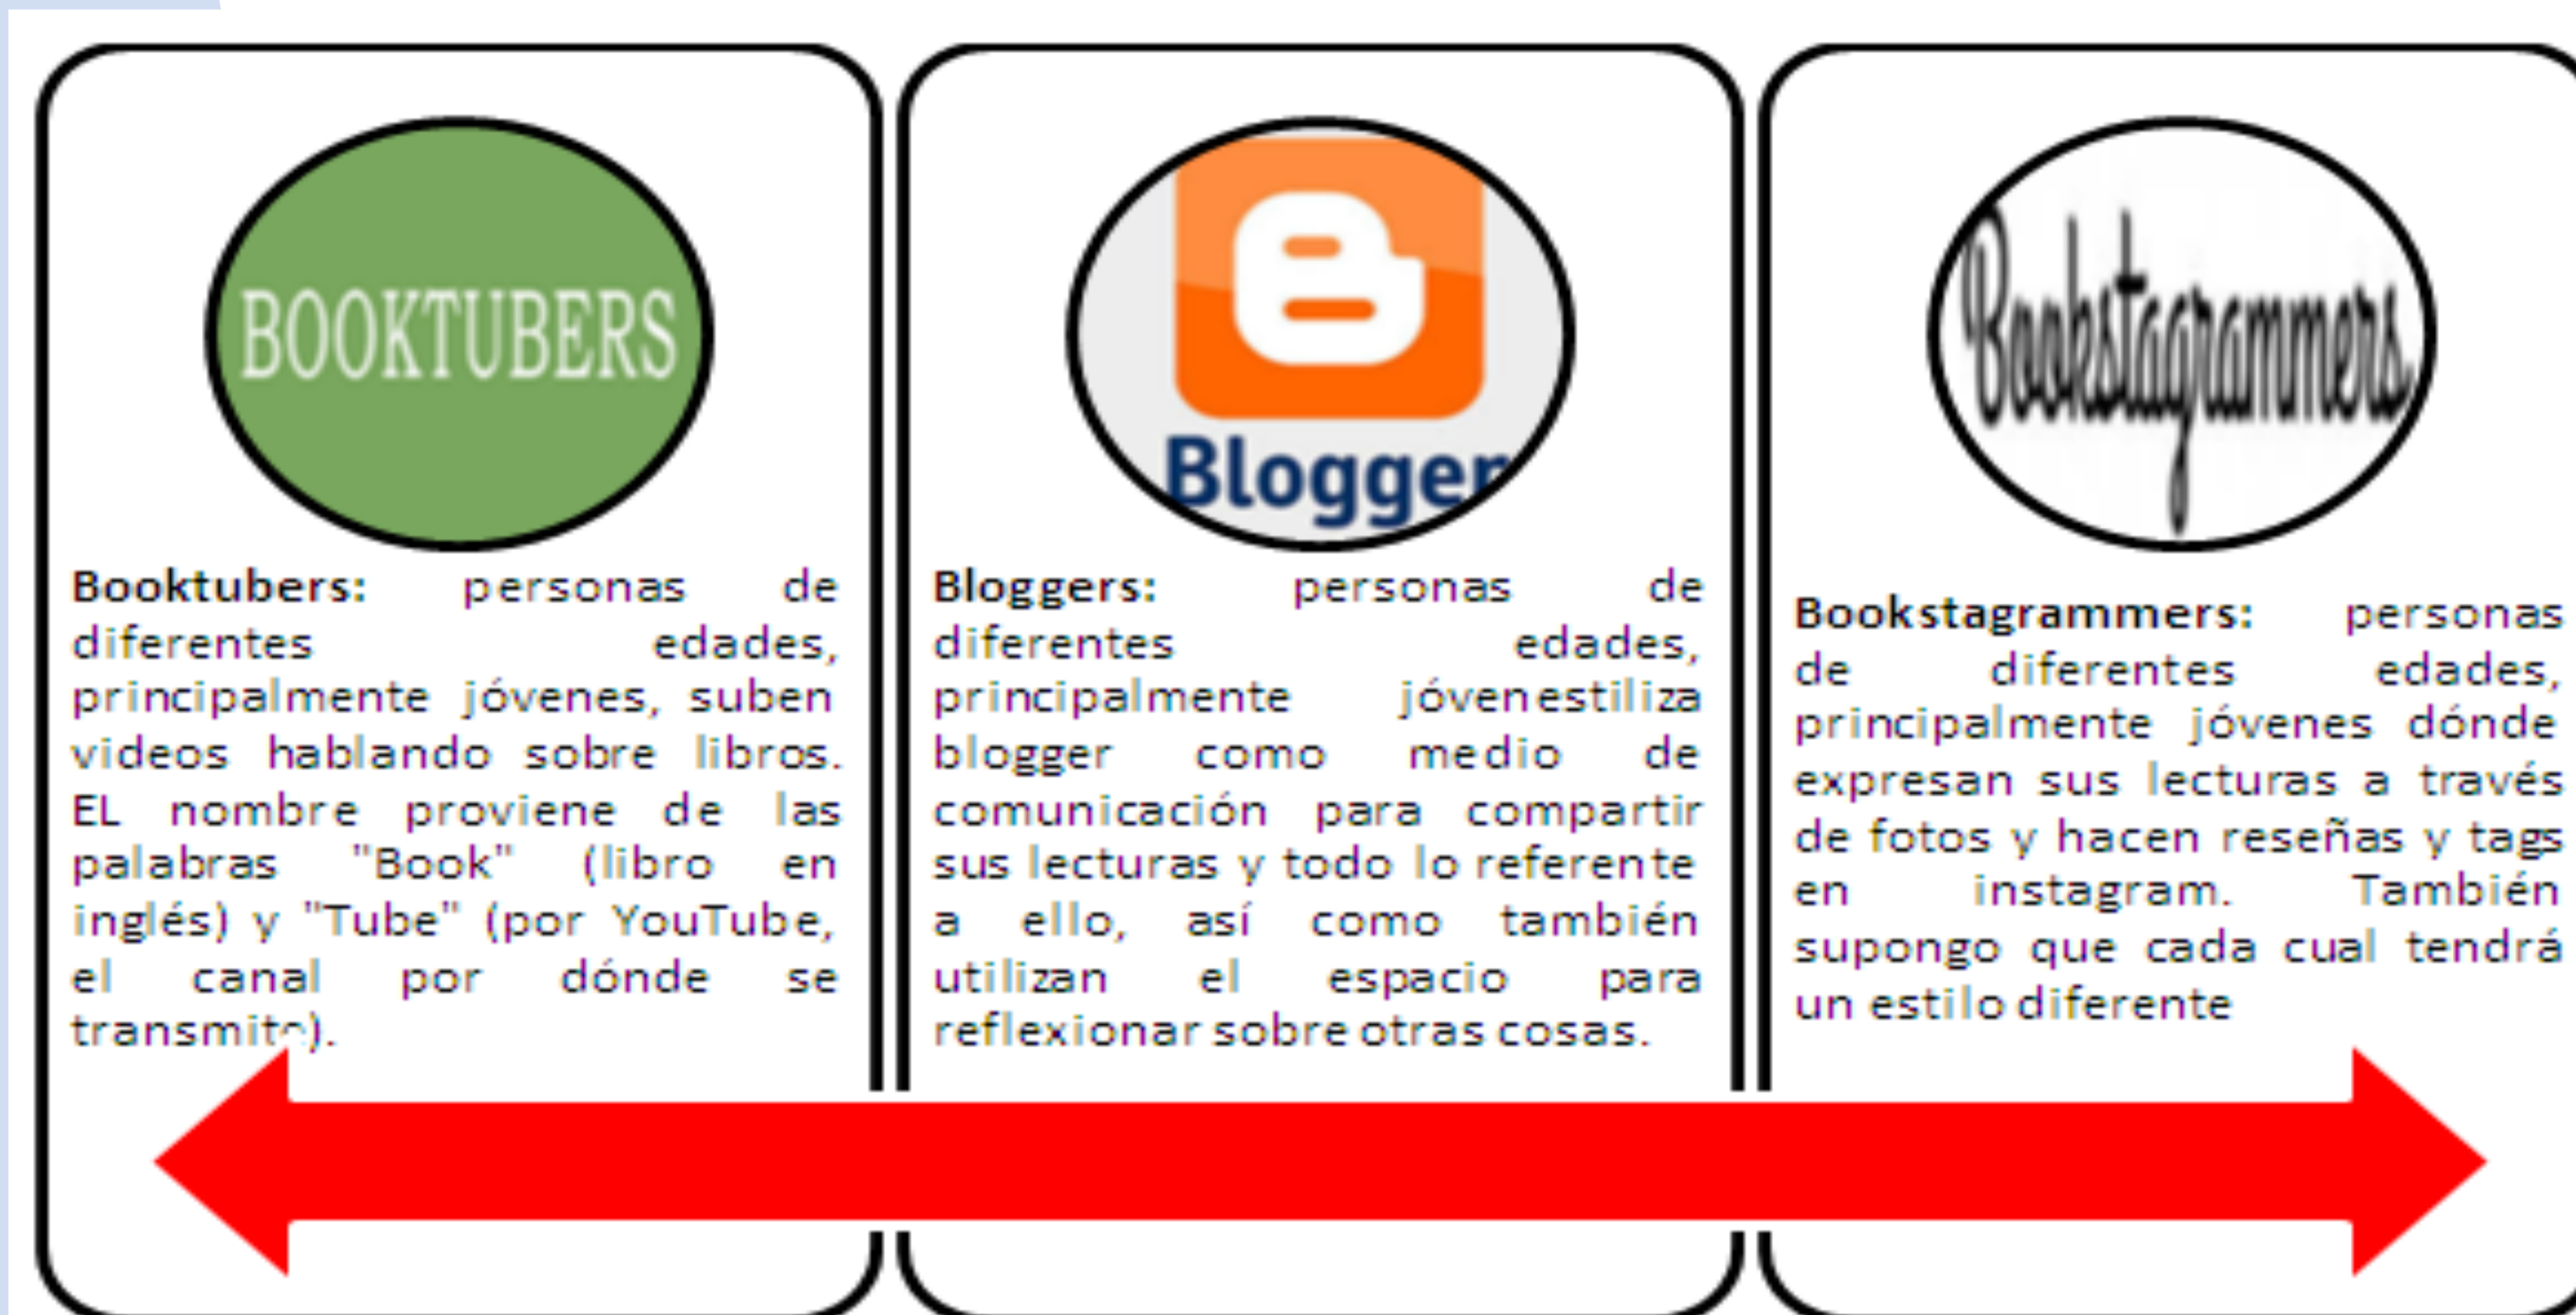 BOOKTUBERS
Booktubers: personas de
diferentes edades,
principalmente jóvenes, suben
videos hablando sobre libros.
EL nombre proviene de las
palabras "Book" (libro en
inglés) y "Tube" (por YouTube,
el canal por dónde se
transmite).
Blogger
Bloggers: personas de
diferentes edades,
principalmente jóvenestiliza
blogger como medio de
comunicación para compartir
sus lecturas y todo lo referente
a ello, así como también
utilizan el espacio para
reflexionar sobre otras cosas.
Bookstagrammers
Bookstagrammers: personas
de diferentes edades,
principalmente jóvenes dónde
expresan sus lecturas a través
de fotos y hacen reseñas y tags
en instagram. También
supongo que cada cual tendrá
un estilo diferente